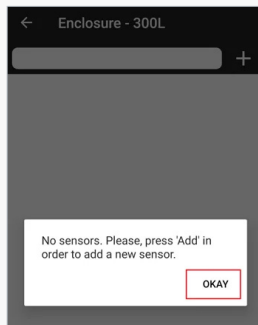 Enclosure - 300L
No sensors. Please, press 'Add' in
order to add a new sensor.
OKAY